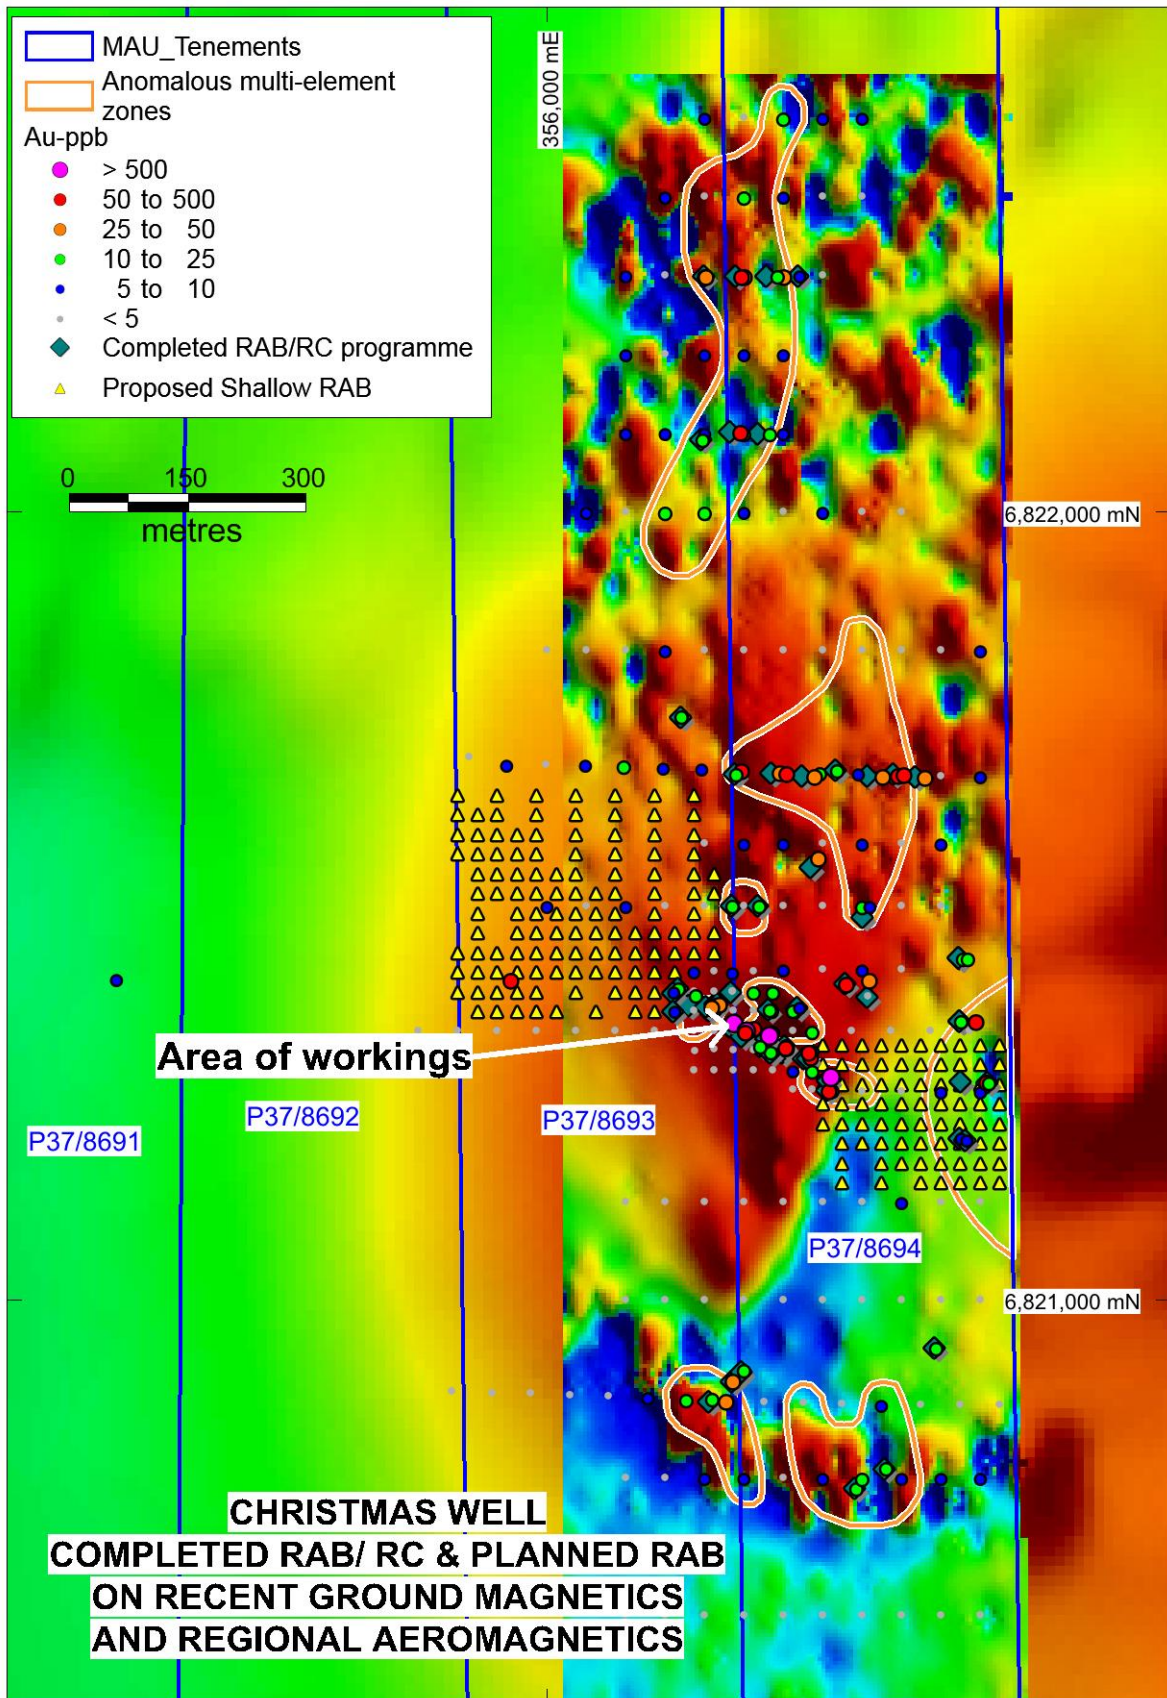 MAU_Tenements
Anomalous multi-element
zones
Au-ppb
> 500
50 to 500
25 to 50
10 to 25
5 to 10
< 5
Completed RAB/RC programme
Proposed Shallow RAB
356,000 mE
0 150 300
metres
6,822,000 mN
Area of workings
P37/8691
P37/8692
P37/8693
P37/8694
6,821,000 mN
CHRISTMAS WELL
COMPLETED RAB/ RC & PLANNED RAB
ON RECENT GROUND MAGNETICS
AND REGIONAL AEROMAGNETICS